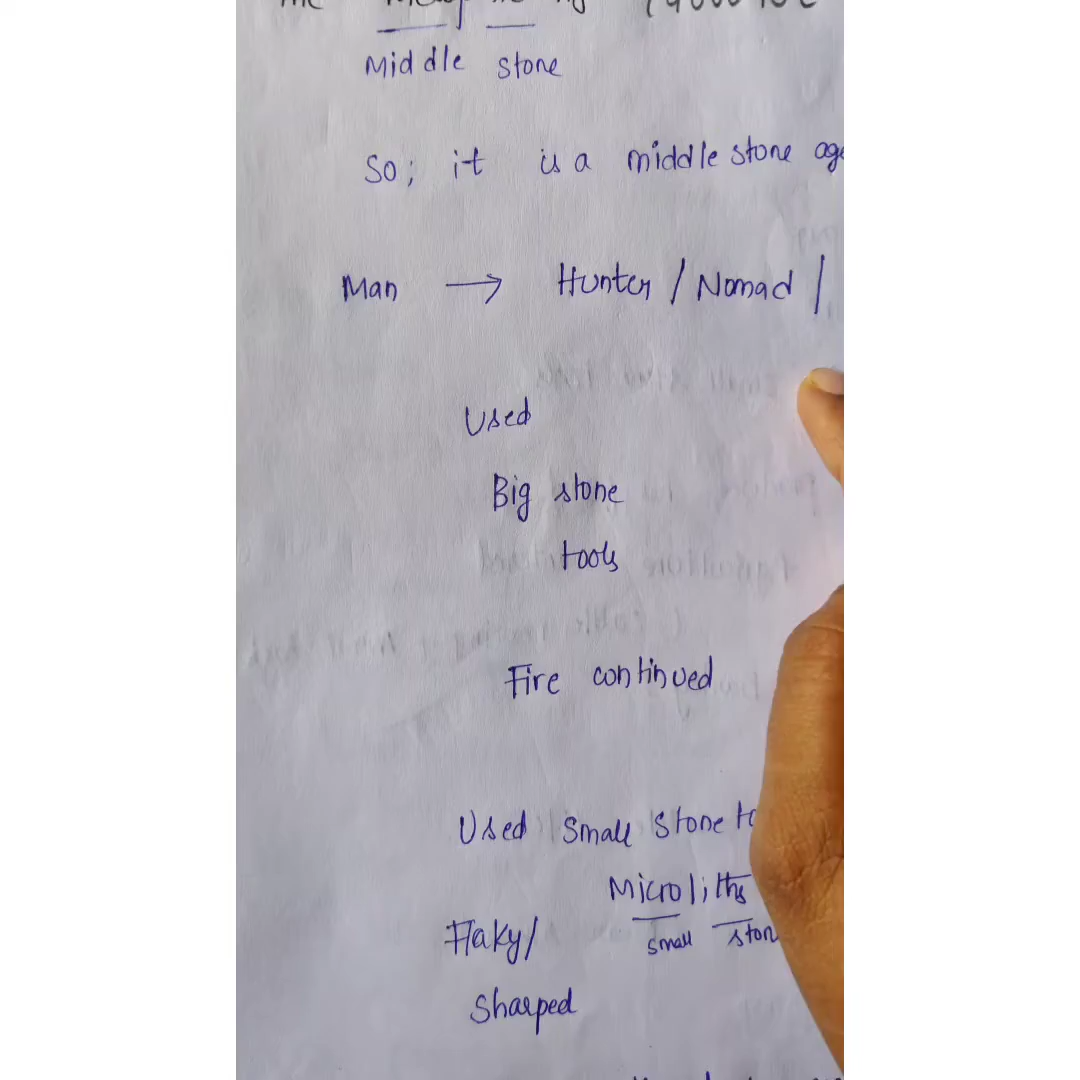 Middle stone
So; it is a middle stone age
Man → Hunter / Nomad /
Used
Big stone
tools
Fire continued
Used Small Stone
Microliths
Flaky/ small
Sharped